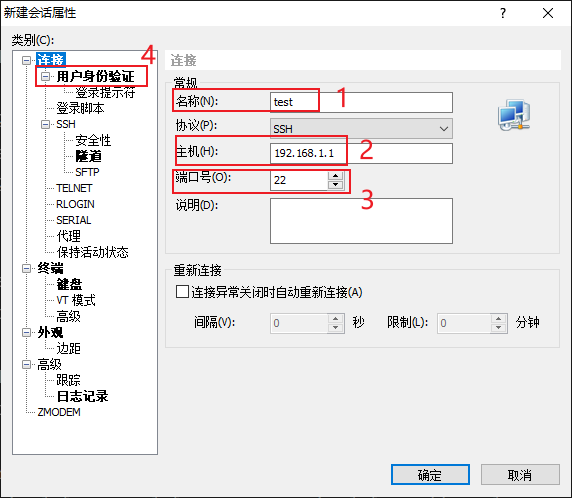 新建会话属性
类别(C):
连接
用户身份验证
登录提示符
登录脚本
SSH
安全性
隧道
SFTP
TELNET
RLOGIN
SERIAL
代理
保持活动状态
终端
键盘
VT 模式
高级
外观
边距
高级
跟踪
日志记录
ZMODEM
4
连接
常规
名称(N): test 1
协议(P): SSH
主机(H): 192.168.1.1 2
端口号(O): 22 3
说明(D):
重新连接
连接异常关闭时自动重新连接(A)
间隔(V): 0 秒 限制(L): 0 分钟
确定 取消